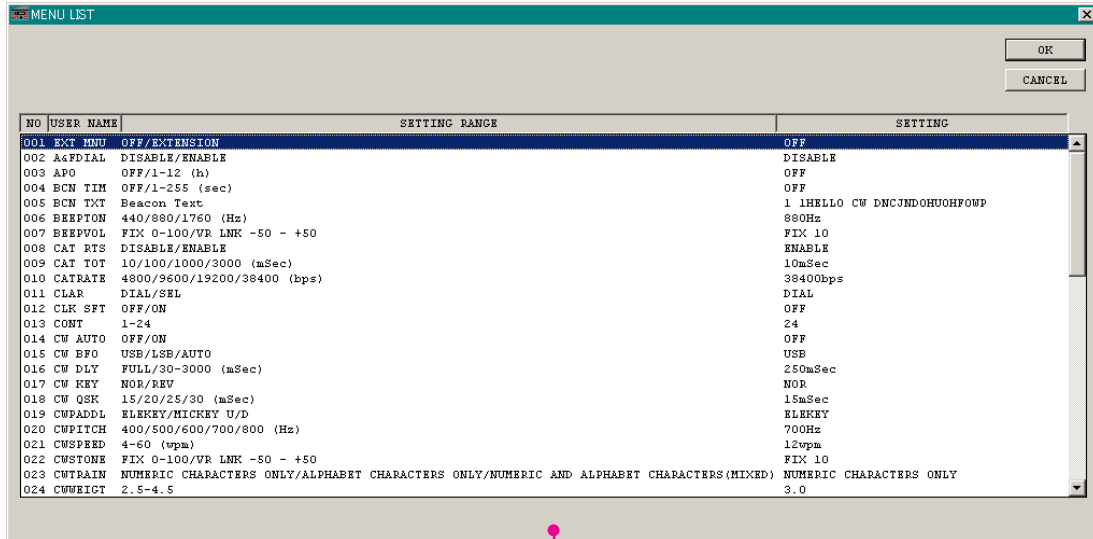 MENU LIST
OK
CANCEL
NO USER NAME SETTING RANGE SETTING
001 EXT MNU OFF/EXTENSION OFF
002 A&FDIAL DISABLE/ENABLE DISABLE
003 APO OFF/1-12 (h) OFF
004 BCN TIM OFF/1-255 (sec) OFF
005 BCN TXT Beacon Text 1 1HELLO CW DNCJNDOHUOHFOWP
006 BEEPTON 440/880/1760 (Hz) 880Hz
007 BEEPVOL FIX 0-100/VR LNK -50 - +50 FIX 10
008 CAT RTS DISABLE/ENABLE ENABLE
009 CAT TOT 10/100/1000/3000 (mSec) 10mSec
010 CATRATE 4800/9600/19200/38400 (bps) 38400bps
011 CLAR DIAL/SEL DIAL
012 CLK SFT OFF/ON OFF
013 CONT 1-24 24
014 CW AUTO OFF/ON OFF
015 CW BFO USB/LSB/AUTO USB
016 CW DLY FULL/30-3000 (mSec) 250mSec
017 CW KEY NOR/REV NOR
018 CW QSK 15/20/25/30 (mSec) 15mSec
019 CWPADDL ELEKEY/MICKEY U/D ELEKEY
020 CWPITCH 400/500/600/700/800 (Hz) 700Hz
021 CWSPEED 4-60 (wpm) 12wpm
022 CWSTONE FIX 0-100/VR LNK -50 - +50 FIX 10
023 CWTRAIN NUMERIC CHARACTERS ONLY/ALPHABET CHARACTERS ONLY/NUMERIC AND ALPHABET CHARACTERS(MIXED) NUMERIC CHARACTERS ONLY
024 CWWEIGT 2.5-4.5 3.0